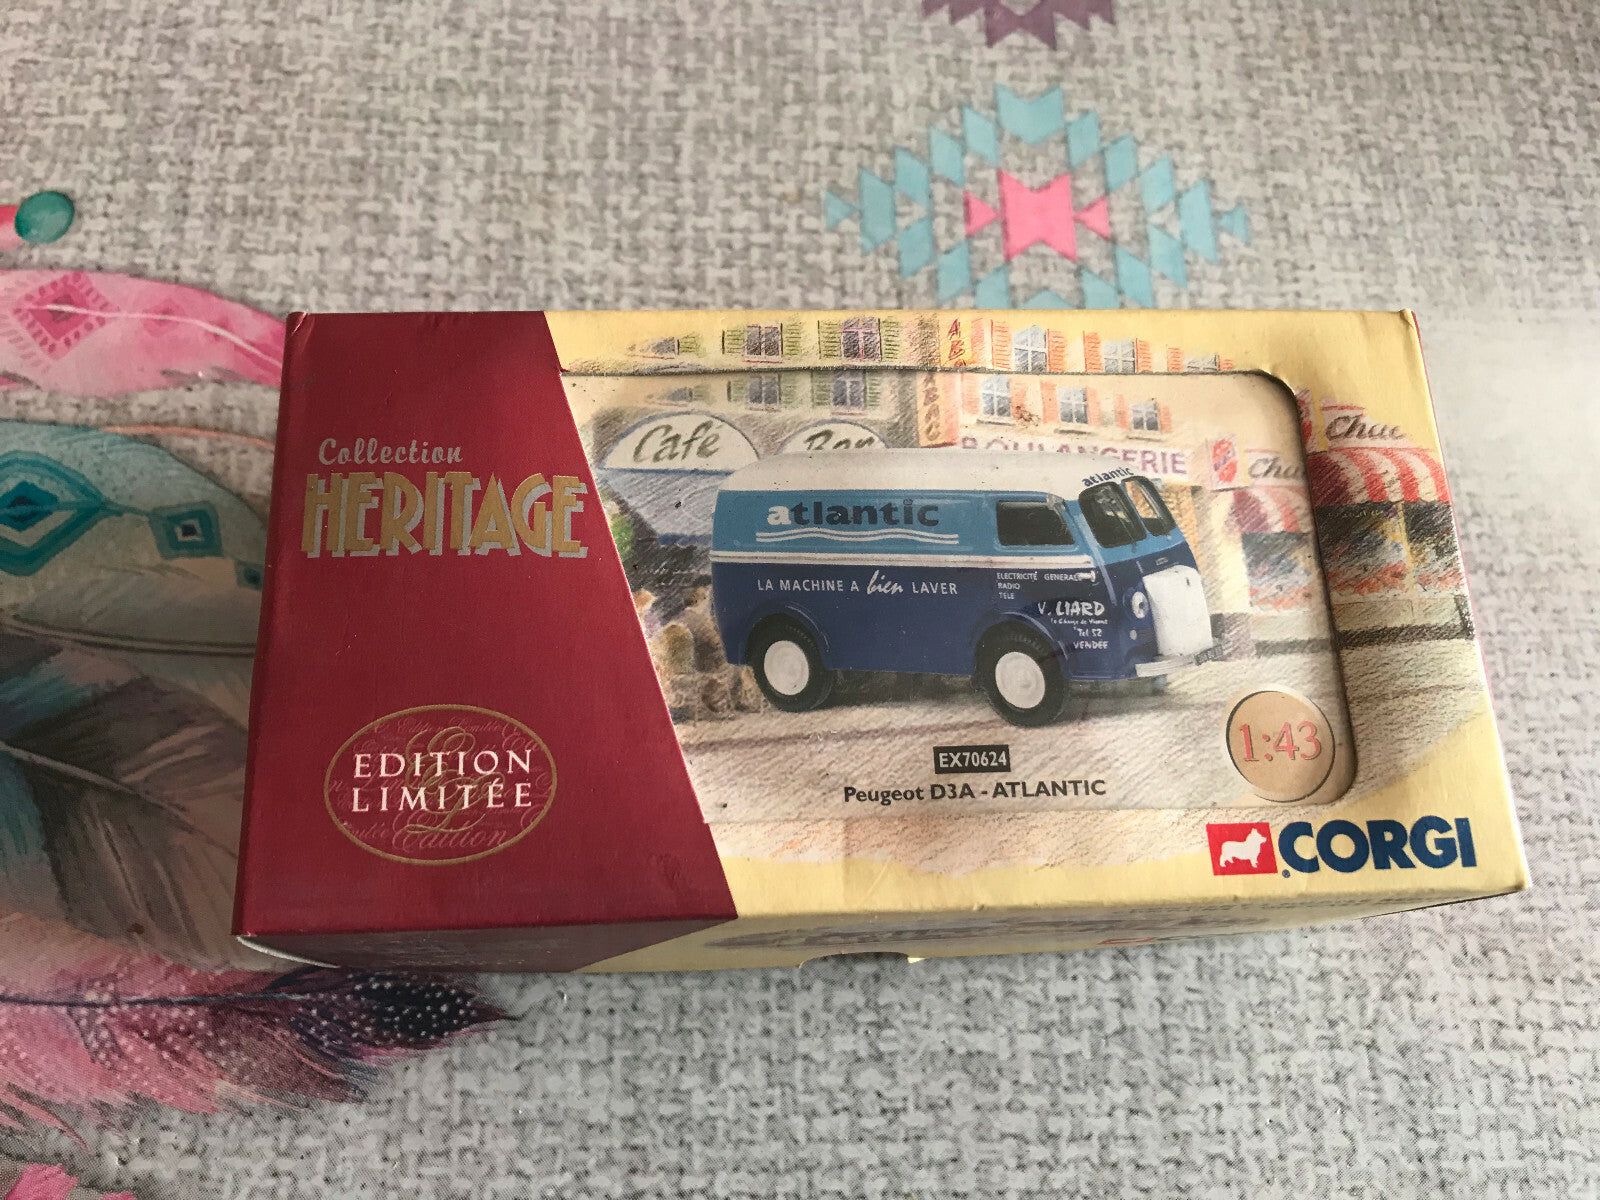 Collection
HERITAGE
EDITION
LIMITÉE
Café
Bar
BOULANGERIE
atlantic
atlantic
LA MACHINE A bien LAVER
ELECTRICITÉ GENERALE
RADIO
TELE
V. LIARD
Tel 52
VENDEE
EX70624
Peugeot D3A - ATLANTIC
1:43
CORGI